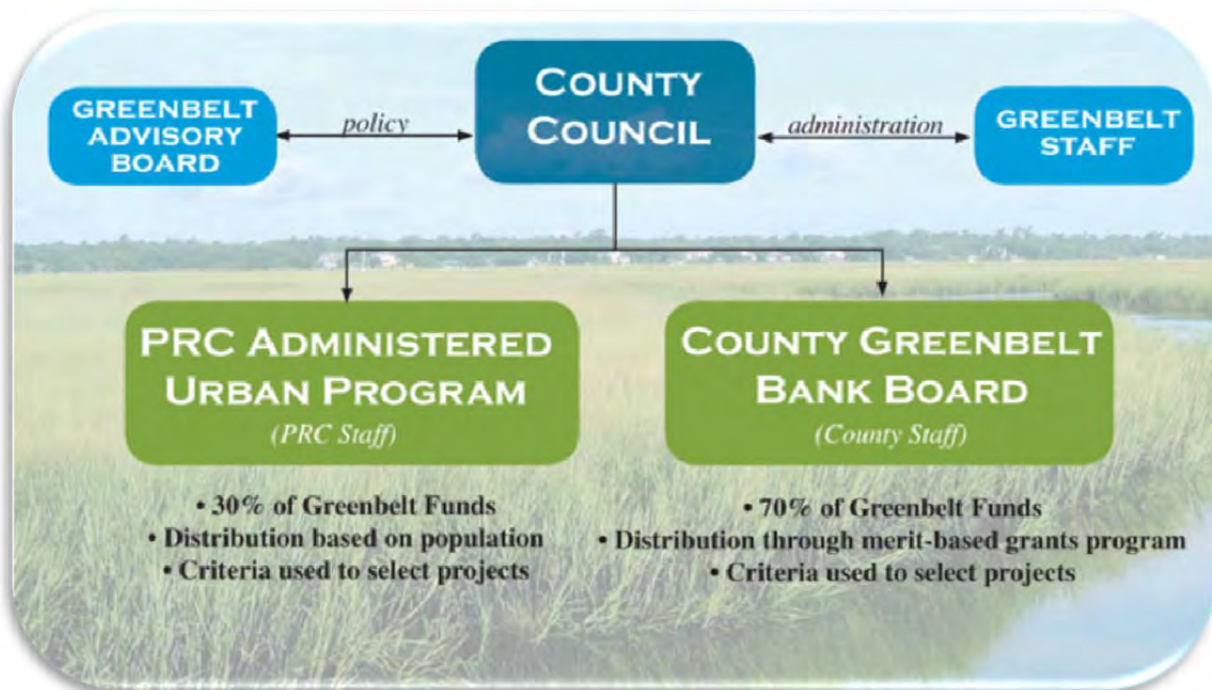 COUNTY
COUNCIL
GREENBELT
ADVISORY
BOARD
policy
administration
GREENBELT
STAFF
PRC ADMINISTERED
URBAN PROGRAM
(PRC Staff)
• 30% of Greenbelt Funds
• Distribution based on population
• Criteria used to select projects
COUNTY GREENBELT
BANK BOARD
(County Staff)
• 70% of Greenbelt Funds
• Distribution through merit-based grants program
• Criteria used to select projects